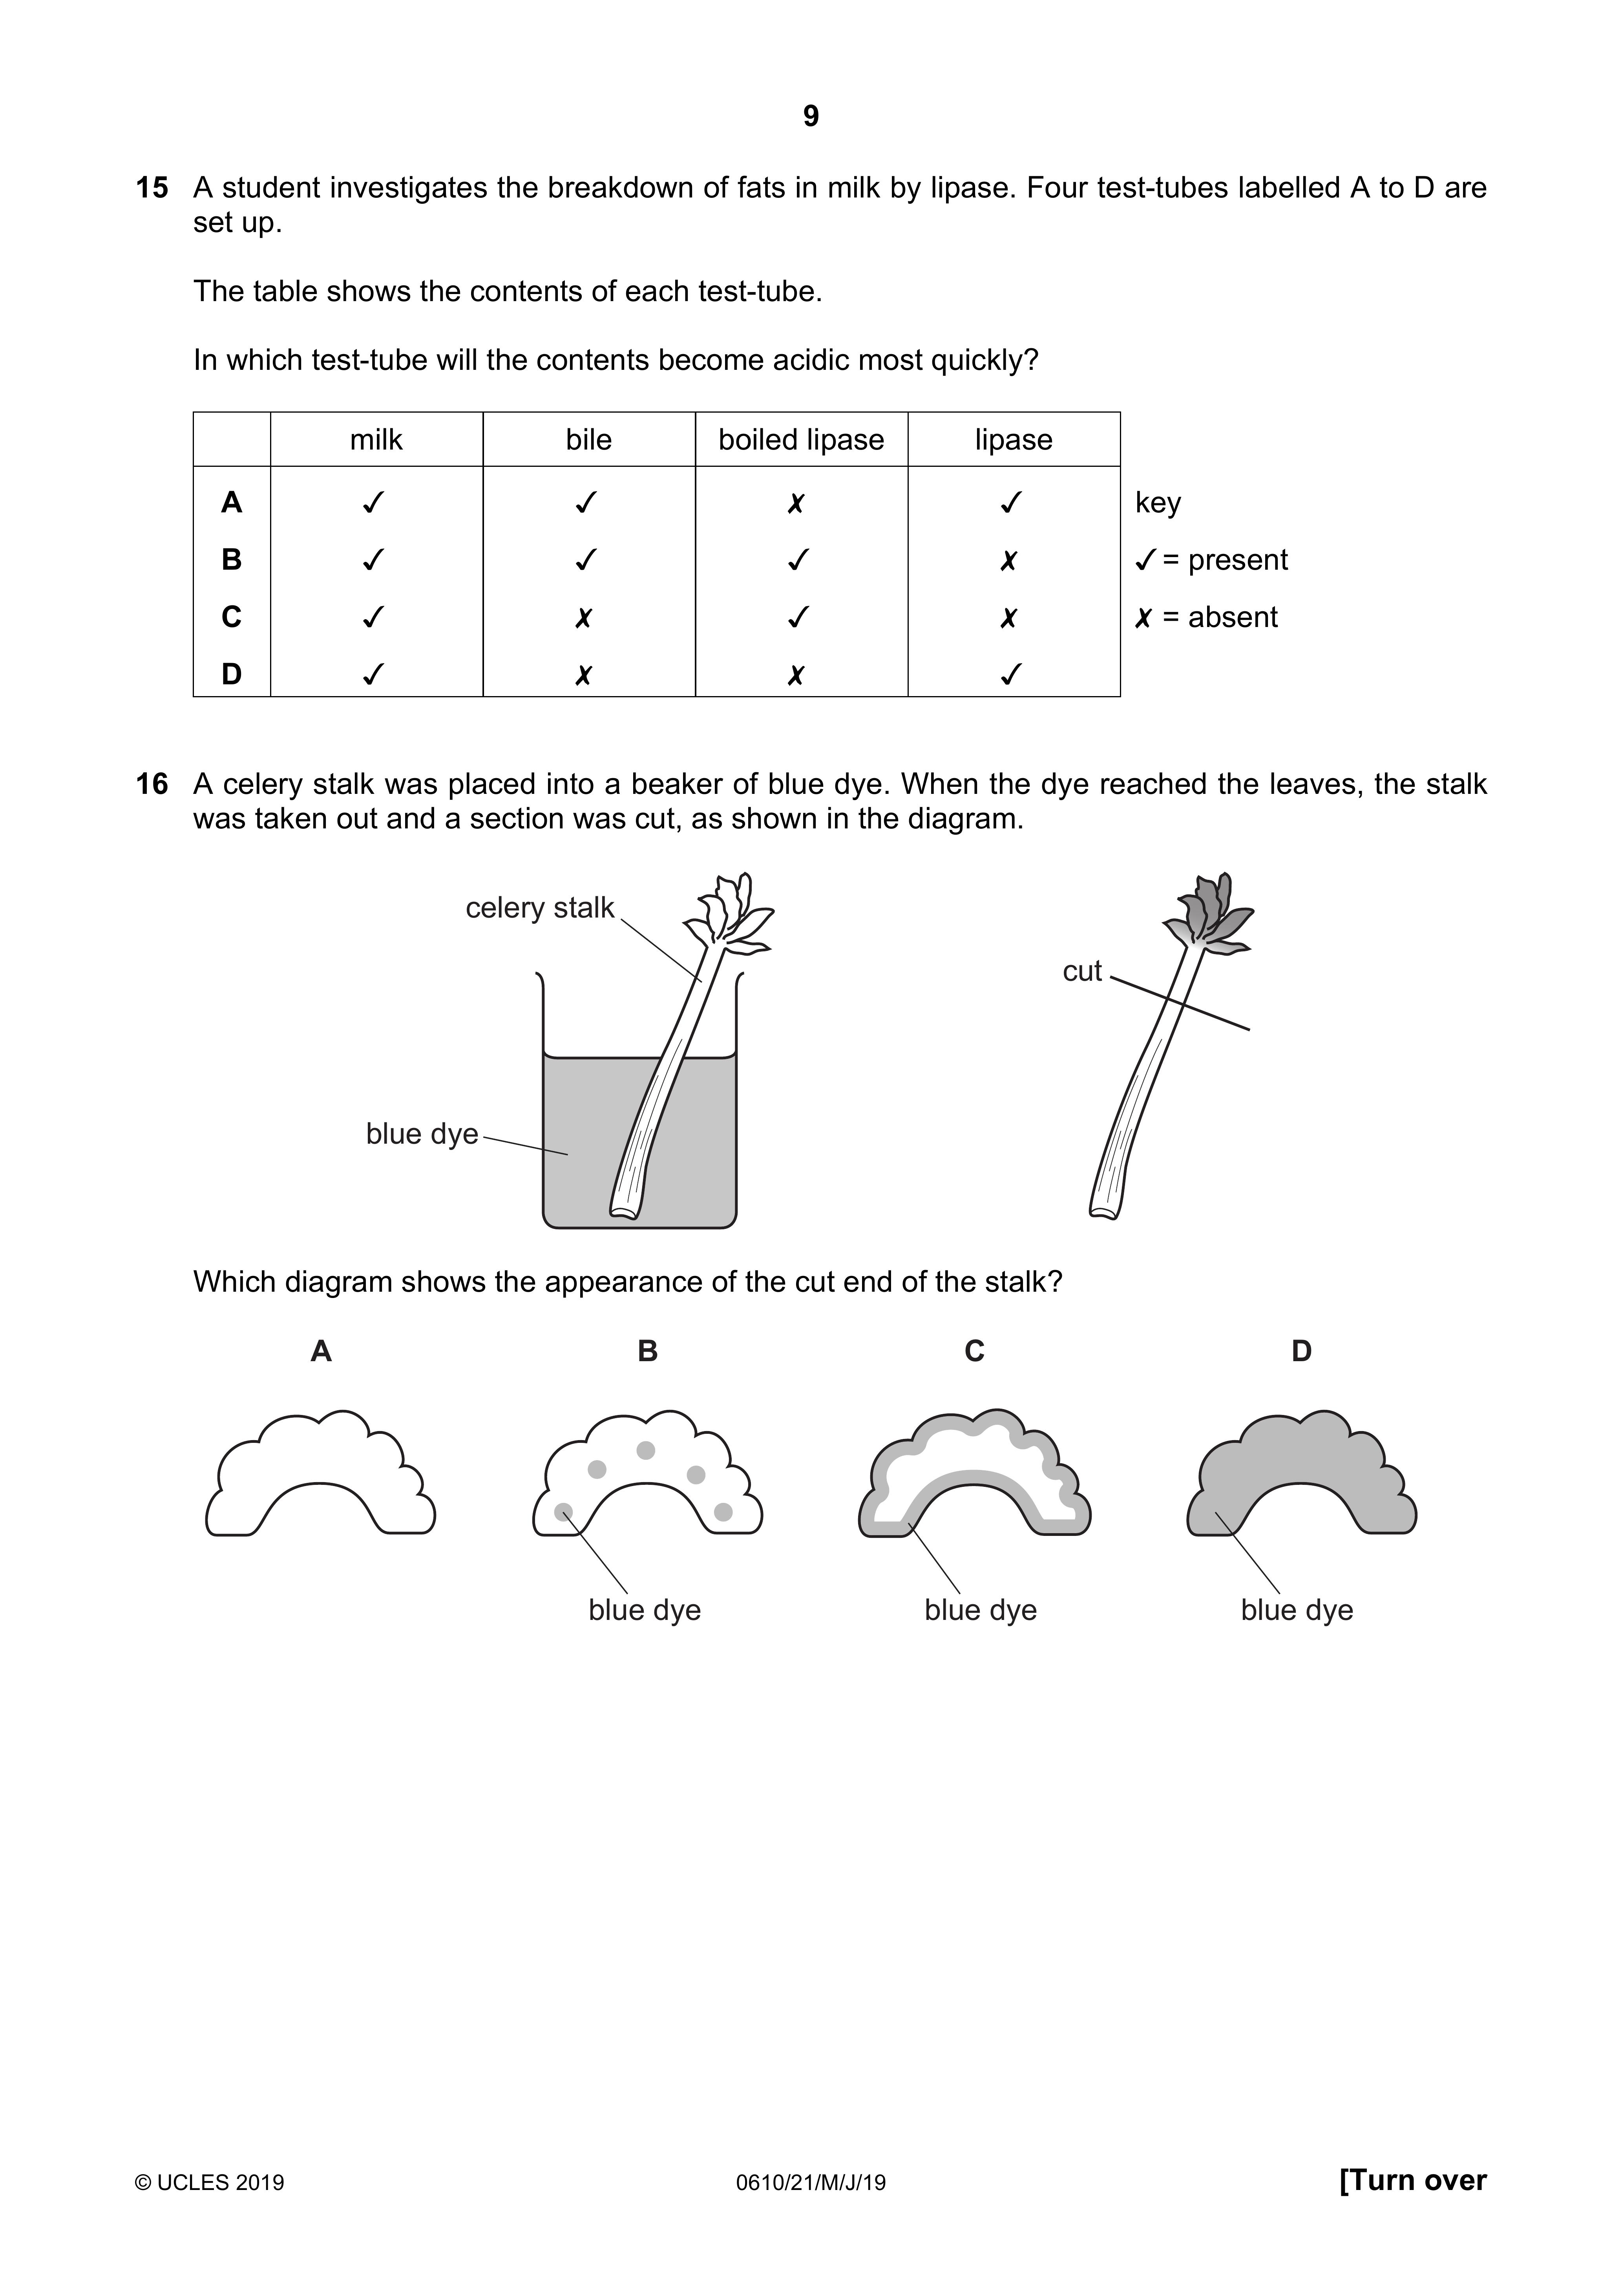 9
15 A student investigates the breakdown of fats in milk by lipase. Four test-tubes labelled A to D are
set up.
The table shows the contents of each test-tube.
In which test-tube will the contents become acidic most quickly?
milk bile boiled lipase lipase
A ✓ ✓ ✗ ✓ key
B ✓ ✓ ✓ ✗ ✓ = present
C ✓ ✗ ✓ ✗ ✗ = absent
D ✓ ✗ ✗ ✓
16 A celery stalk was placed into a beaker of blue dye. When the dye reached the leaves, the stalk
was taken out and a section was cut, as shown in the diagram.
celery stalk
cut
blue dye
Which diagram shows the appearance of the cut end of the stalk?
A B C D
blue dye blue dye blue dye
© UCLES 2019 0610/21/M/J/19 [Turn over